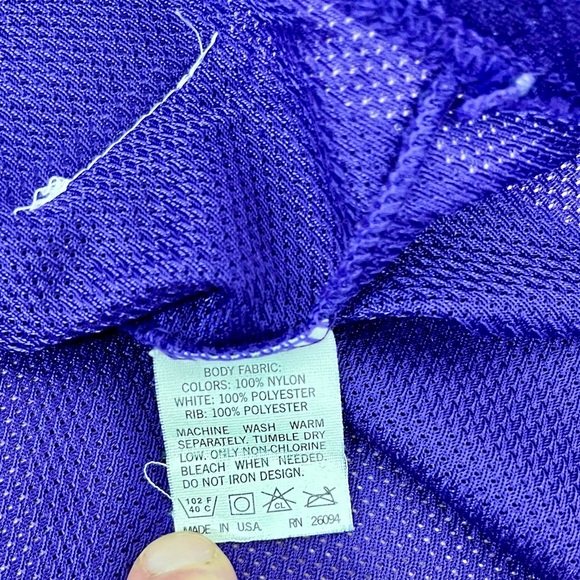 BODY FABRIC:
COLORS: 100% NYLON
WHITE: 100% POLYESTER
RIB: 100% POLYESTER
MACHINE WASH WARM
SEPARATELY. TUMBLE DRY
LOW. ONLY NON-CHLORINE
BLEACH WHEN NEEDED.
DO NOT IRON DESIGN.
102 F
40 C
CL
MADE IN U.S.A. RN 26094